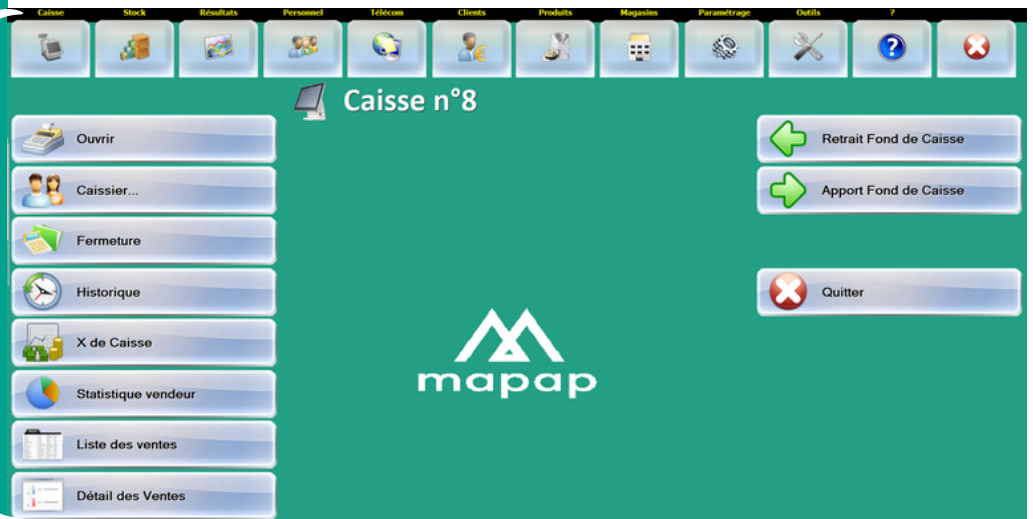 Caisse Stock Résultats Personnel Télécom Clients Produits Magasins Paramétrage Outils ?
Caisse n°8
Ouvrir
Caissier...
Fermeture
Historique
X de Caisse
Statistique vendeur
Liste des ventes
Détail des Ventes
Retrait Fond de Caisse
Apport Fond de Caisse
Quitter
mapap